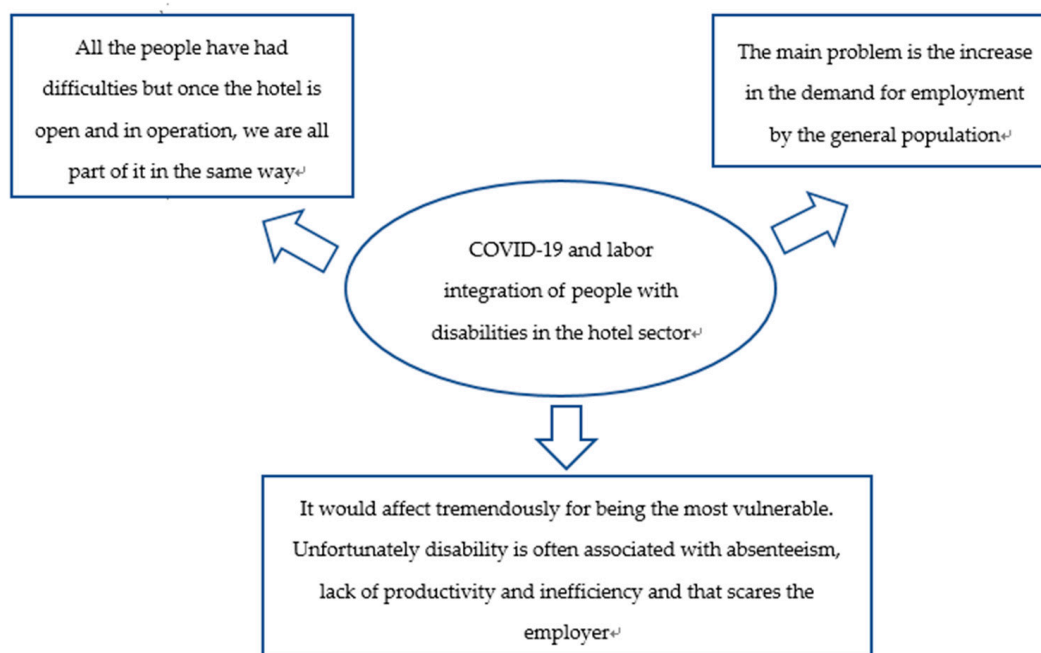 All the people have had
difficulties but once the hotel is
open and in operation, we are all
part of it in the same way↵
The main problem is the increase
in the demand for employment
by the general population↵
COVID-19 and labor
integration of people with
disabilities in the hotel sector↵
It would affect tremendously for being the most vulnerable.
Unfortunately disability is often associated with absenteeism,
lack of productivity and inefficiency and that scares the
employer↵